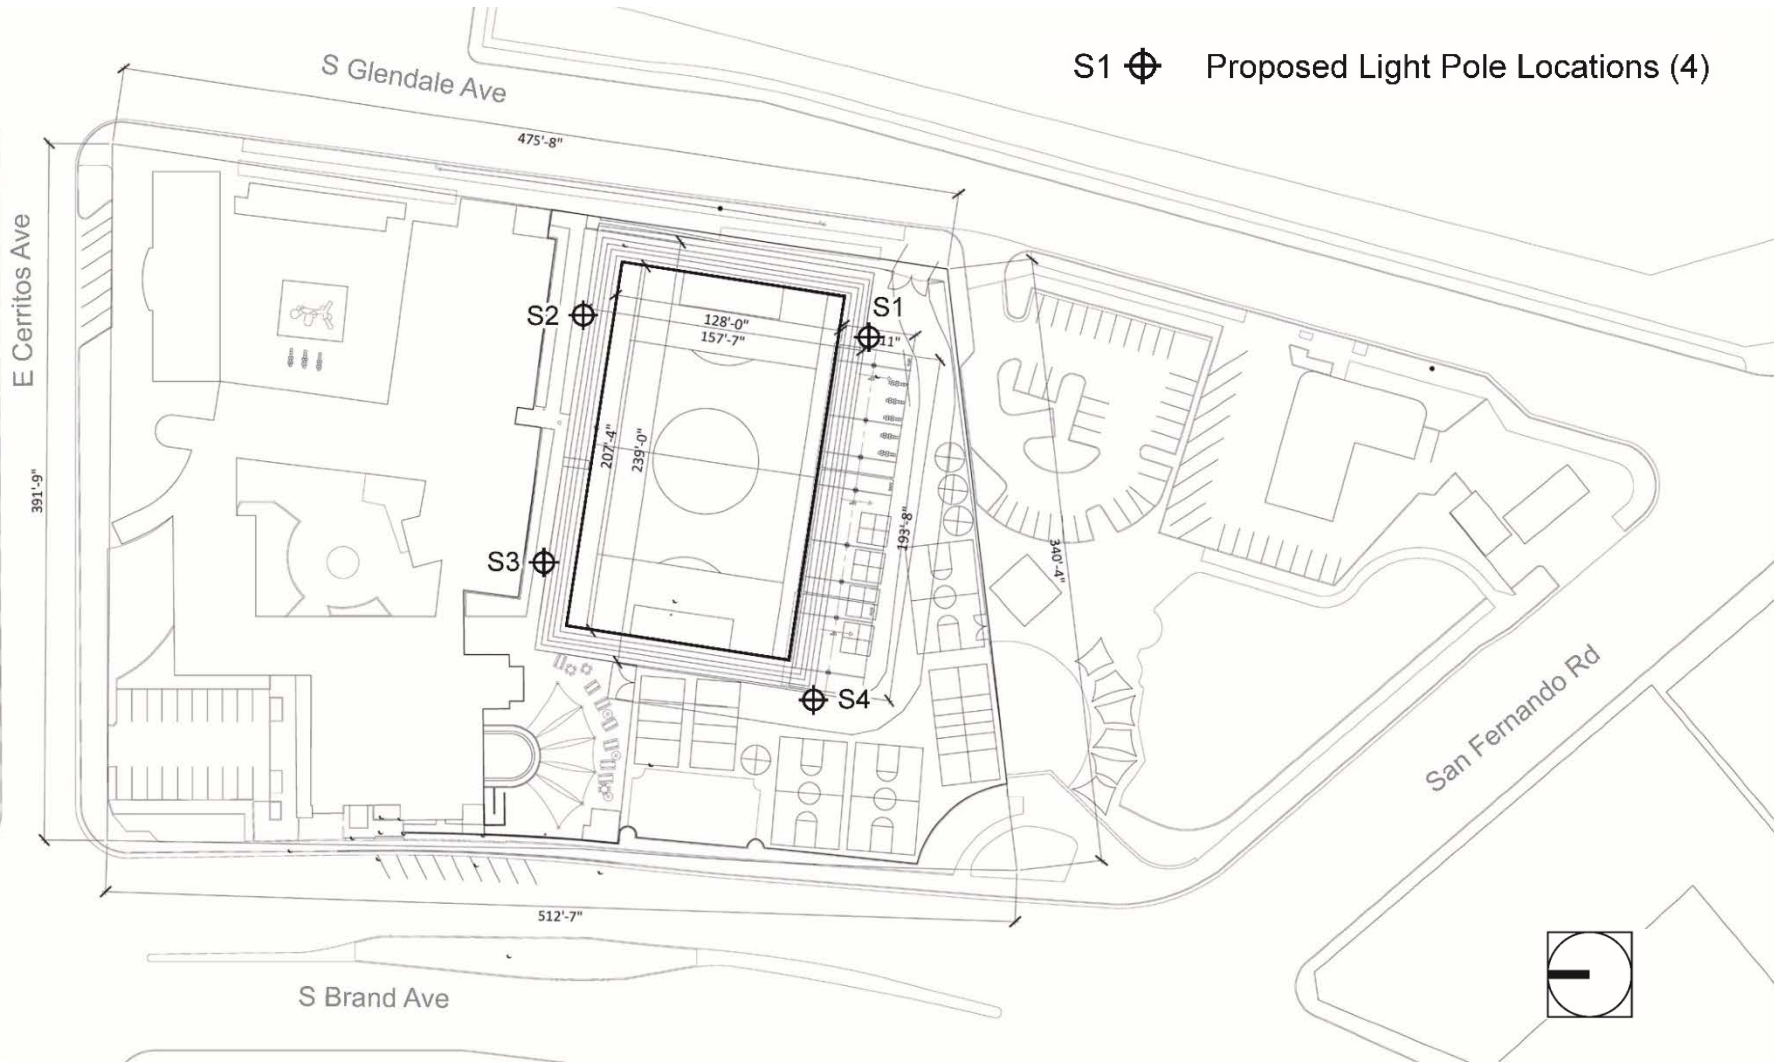 S1 Proposed Light Pole Locations (4)
S Glendale Ave
475'-8"
E Cerritos Ave
391'-9"
S2
S1
128'-0"
157'-7"
11"
207'-4"
239'-0"
193'-8"
340'-4"
S3
S4
San Fernando Rd
512'-7"
S Brand Ave